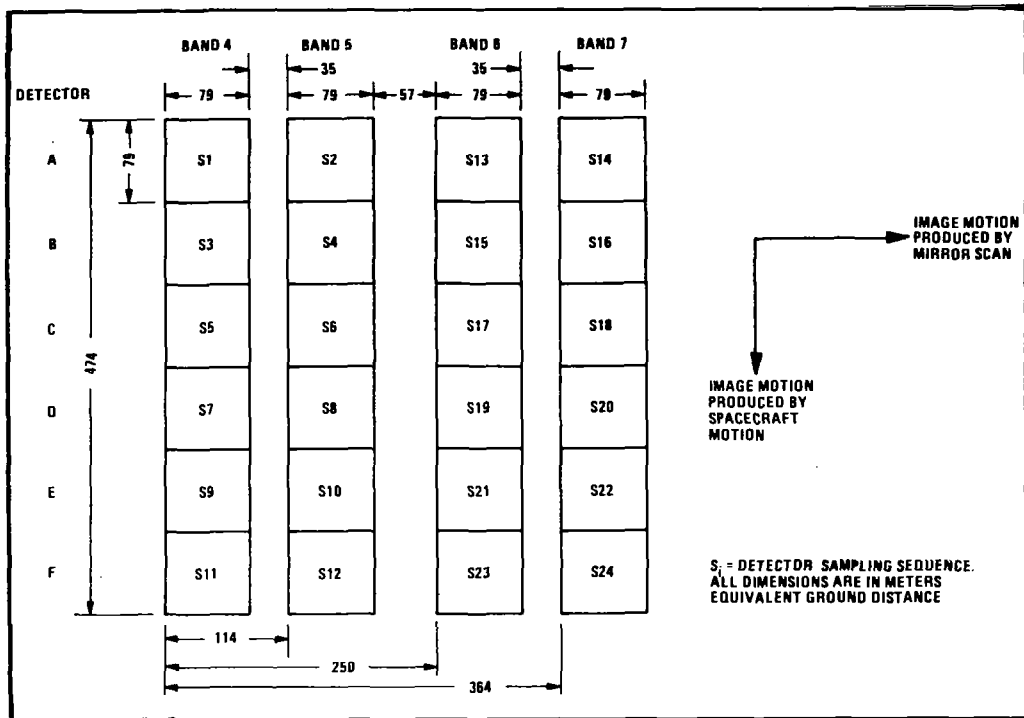 BAND 4 BAND 5 BAND 6 BAND 7
35 35
DETECTOR 79 79 57 79 79
A 79 S1 S2 S13 S14
B S3 S4 S15 S16
C S5 S6 S17 S18
474
D S7 S8 S19 S20
E S9 S10 S21 S22
F S11 S12 S23 S24
114
250
364
IMAGE MOTION
PRODUCED BY
MIRROR SCAN
IMAGE MOTION
PRODUCED BY
SPACECRAFT
MOTION
Si = DETECTOR SAMPLING SEQUENCE.
ALL DIMENSIONS ARE IN METERS
EQUIVALENT GROUND DISTANCE